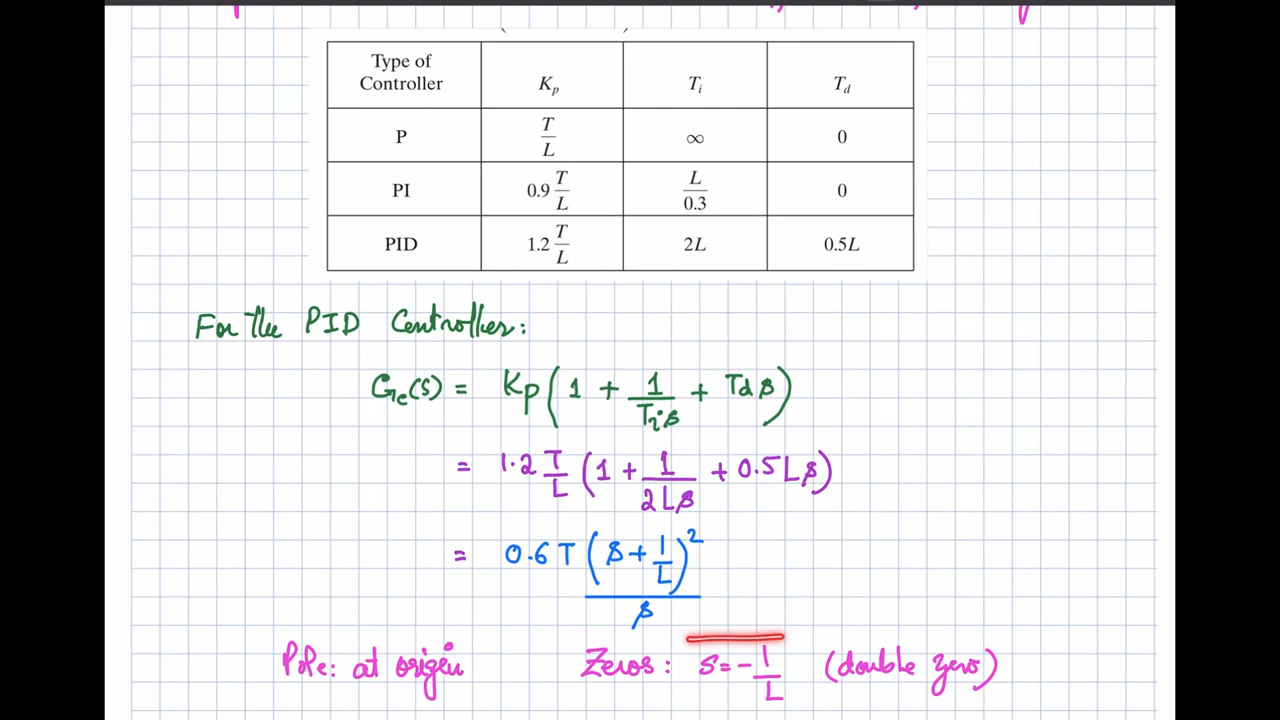 Type of Controller | K_p | T_i | T_d
P | T/L | ∞ | 0
PI | 0.9 T/L | L/0.3 | 0
PID | 1.2 T/L | 2L | 0.5L
For the PID Controller:
G_c(s) = K_p (1 + 1/(T_i s) + T_d s)
= 1.2 T/L (1 + 1/(2Ls) + 0.5Ls)
= 0.6T (s + 1/L)^2 / s
Pole: at origin Zeros: s = -1/L (double zero)